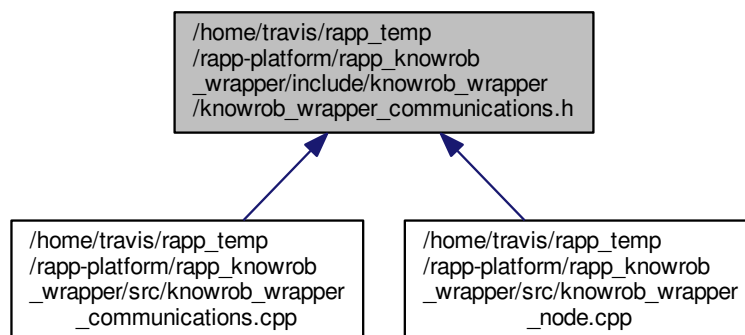 /home/travis/rapp_temp
/rapp-platform/rapp_knowrob
_wrapper/include/knowrob_wrapper
/knowrob_wrapper_communications.h
/home/travis/rapp_temp
/rapp-platform/rapp_knowrob
_wrapper/src/knowrob_wrapper
_communications.cpp
/home/travis/rapp_temp
/rapp-platform/rapp_knowrob
_wrapper/src/knowrob_wrapper
_node.cpp